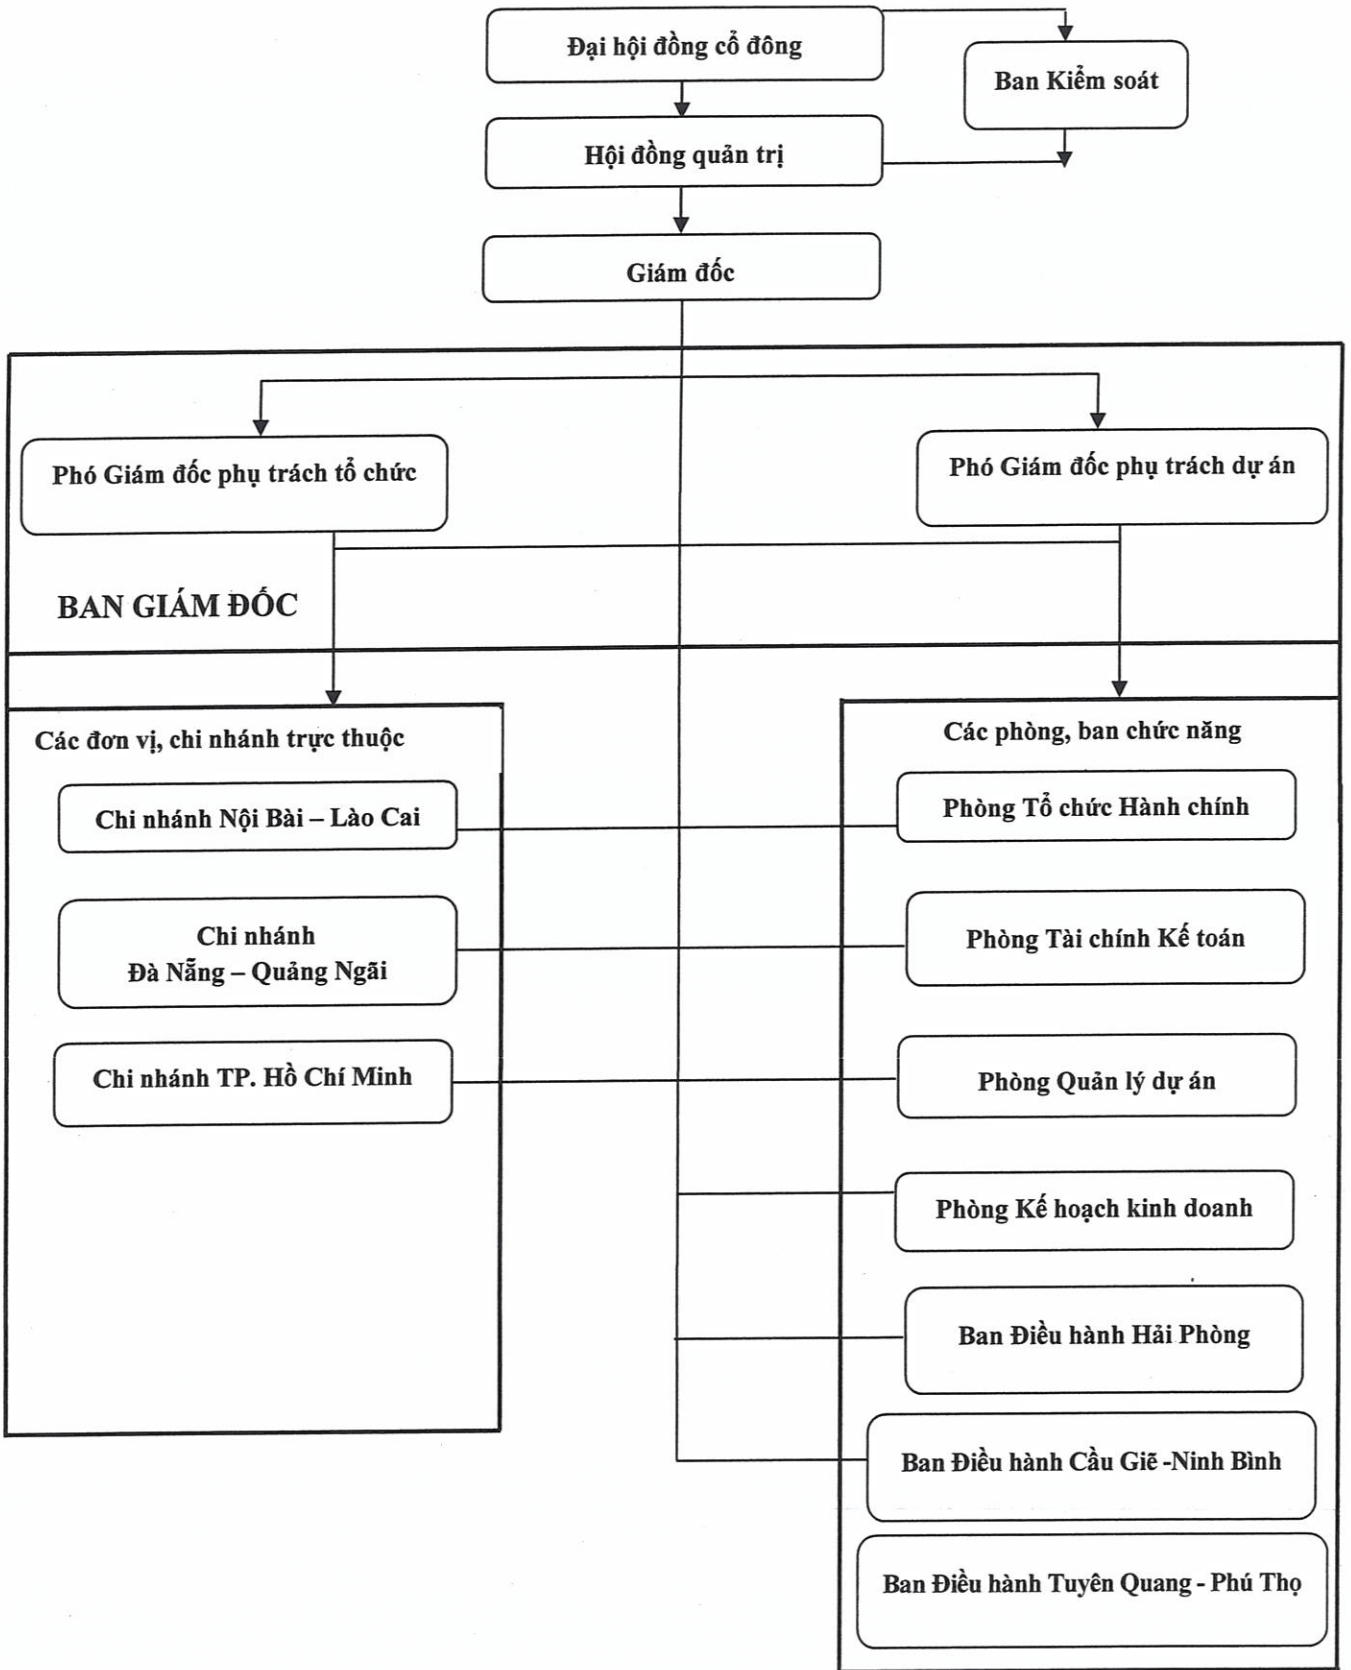 Đại hội đồng cổ đông
Ban Kiểm soát
Hội đồng quản trị
Giám đốc
Phó Giám đốc phụ trách tổ chức
Phó Giám đốc phụ trách dự án
BAN GIÁM ĐỐC
Các đơn vị, chi nhánh trực thuộc
Các phòng, ban chức năng
Chi nhánh Nội Bài – Lào Cai
Phòng Tổ chức Hành chính
Chi nhánh
Đà Nẵng – Quảng Ngãi
Phòng Tài chính Kế toán
Chi nhánh TP. Hồ Chí Minh
Phòng Quản lý dự án
Phòng Kế hoạch kinh doanh
Ban Điều hành Hải Phòng
Ban Điều hành Cầu Giẽ -Ninh Bình
Ban Điều hành Tuyên Quang - Phú Thọ